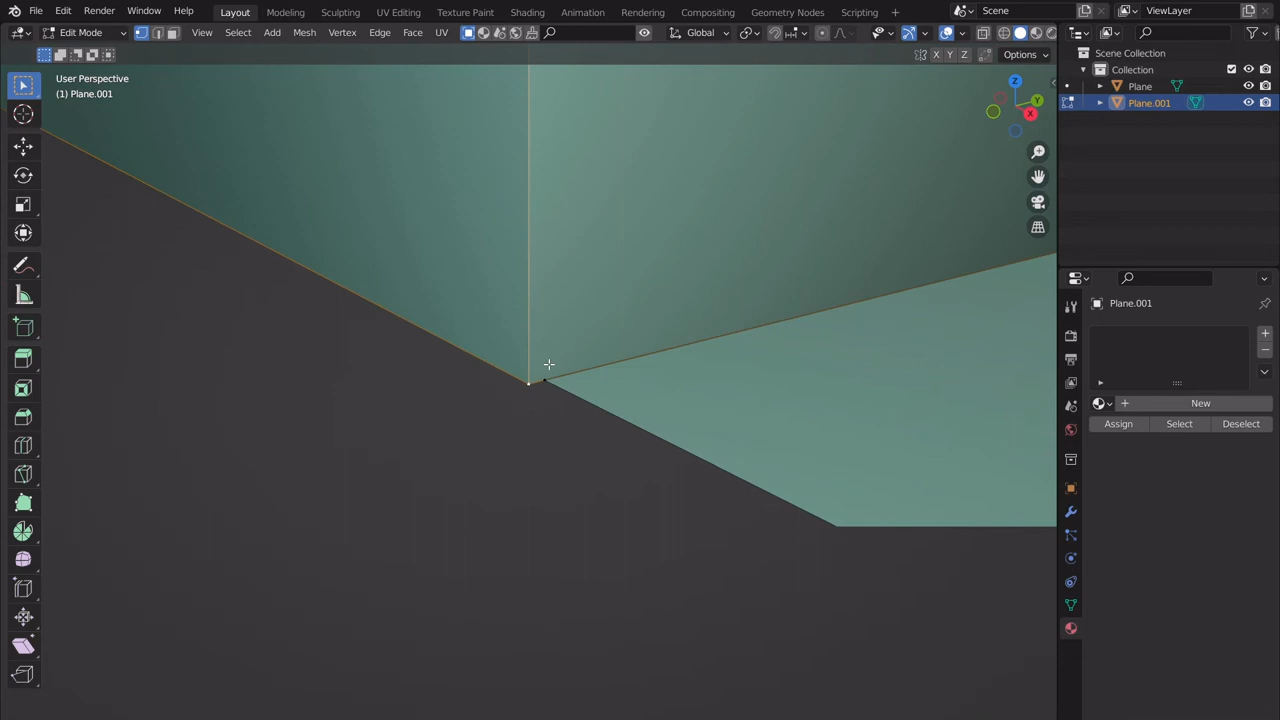 File Edit Render Window Help Layout Modeling Sculpting UV Editing Texture Paint Shading Animation Rendering Compositing Geometry Nodes Scripting + Scene ViewLayer
Edit Mode View Select Add Mesh Vertex Edge Face UV Global
X Y Z Options
User Perspective
(1) Plane.001
Z
Y
X
Scene Collection
Collection
Plane
Plane.001
Plane.001
+ New
Assign Select Deselect